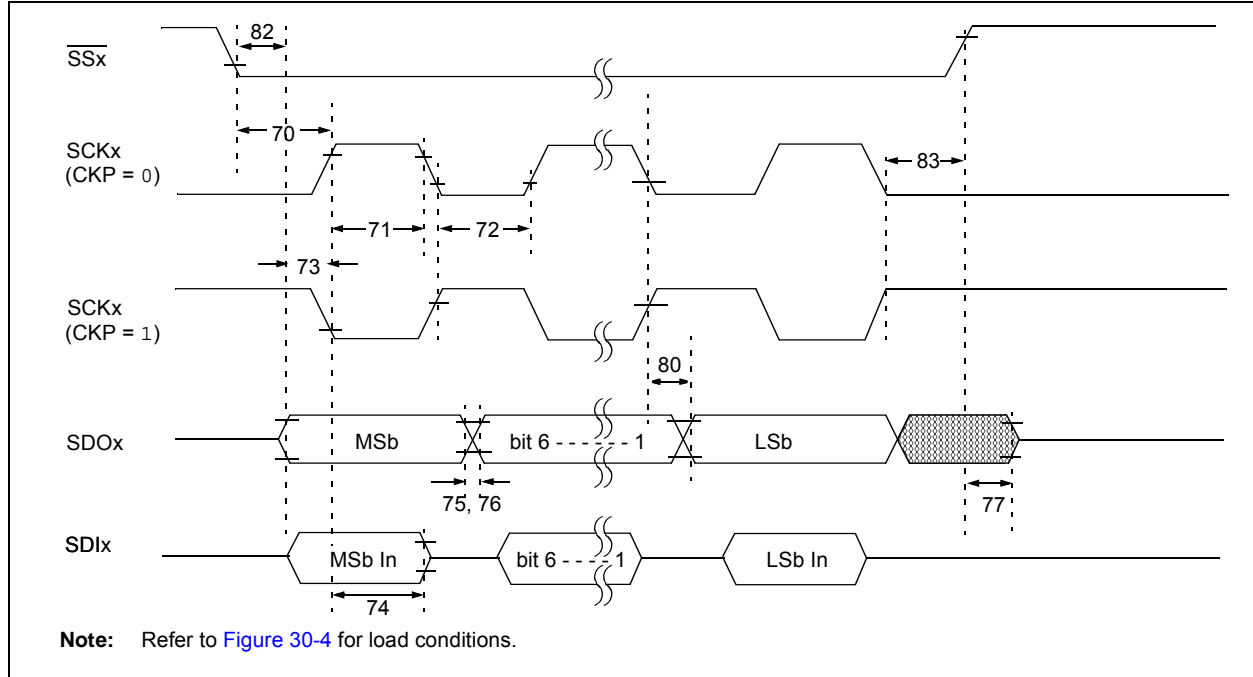 82
SSx
70
SCKx
(CKP = 0)
83
71
72
73
SCKx
(CKP = 1)
80
SDOx
MSb
bit 6 - - - - - - 1
LSb
75, 76
77
SDIx
MSb In
bit 6 - - - - 1
LSb In
74
Note: Refer to Figure 30-4 for load conditions.